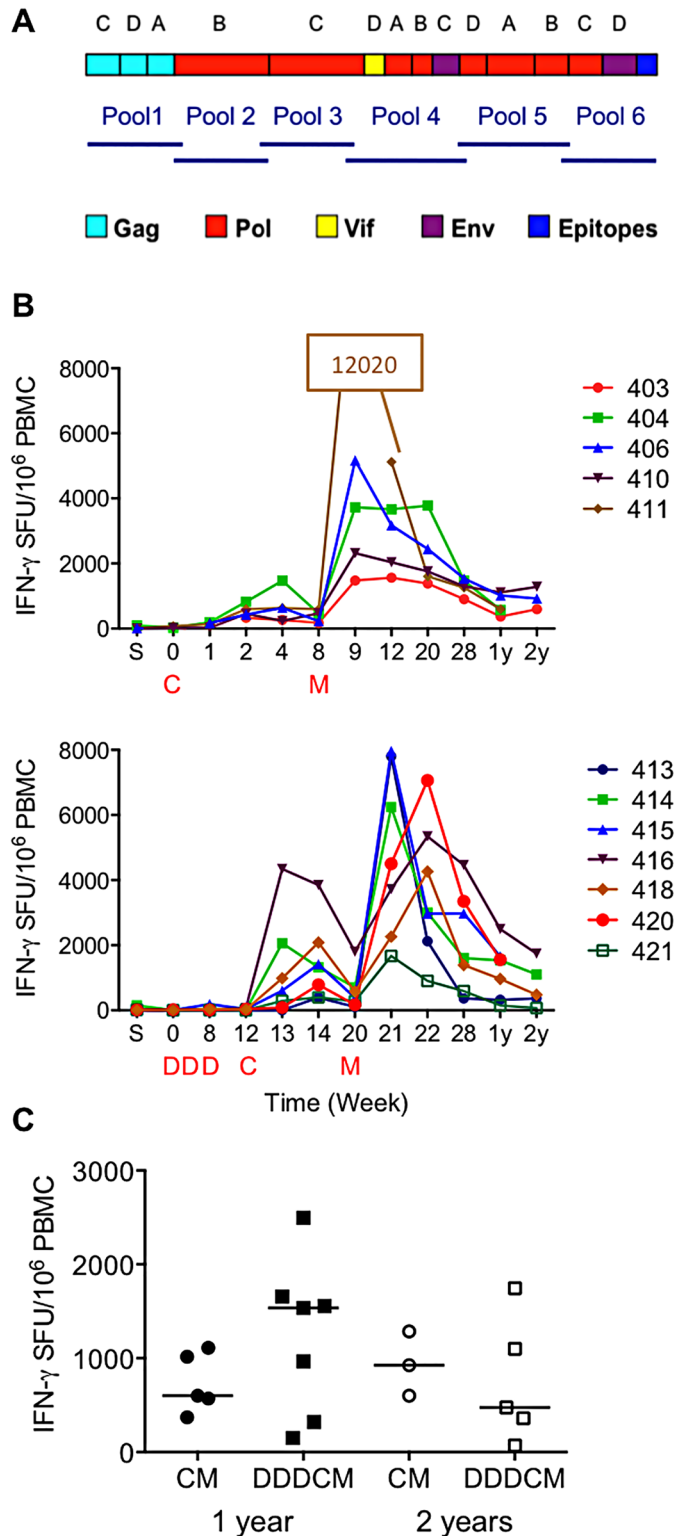 A
C D A B C D A B C D A B C D
Pool1 Pool 2 Pool 3 Pool 4 Pool 5 Pool 6
Gag Pol Vif Env Epitopes
B
12020
8000
6000
4000
2000
0
IFN-γ SFU/10⁶ PBMC
403
404
406
410
411
S 0 1 2 4 8 9 12 20 28 1y 2y
C M
8000
6000
4000
2000
0
IFN-γ SFU/10⁶ PBMC
413
414
415
416
418
420
421
S 0 8 12 13 14 20 21 22 28 1y 2y
DDD C M
Time (Week)
C
3000
2000
1000
0
IFN-γ SFU/10⁶ PBMC
CM DDDCM CM DDDCM
1 year 2 years